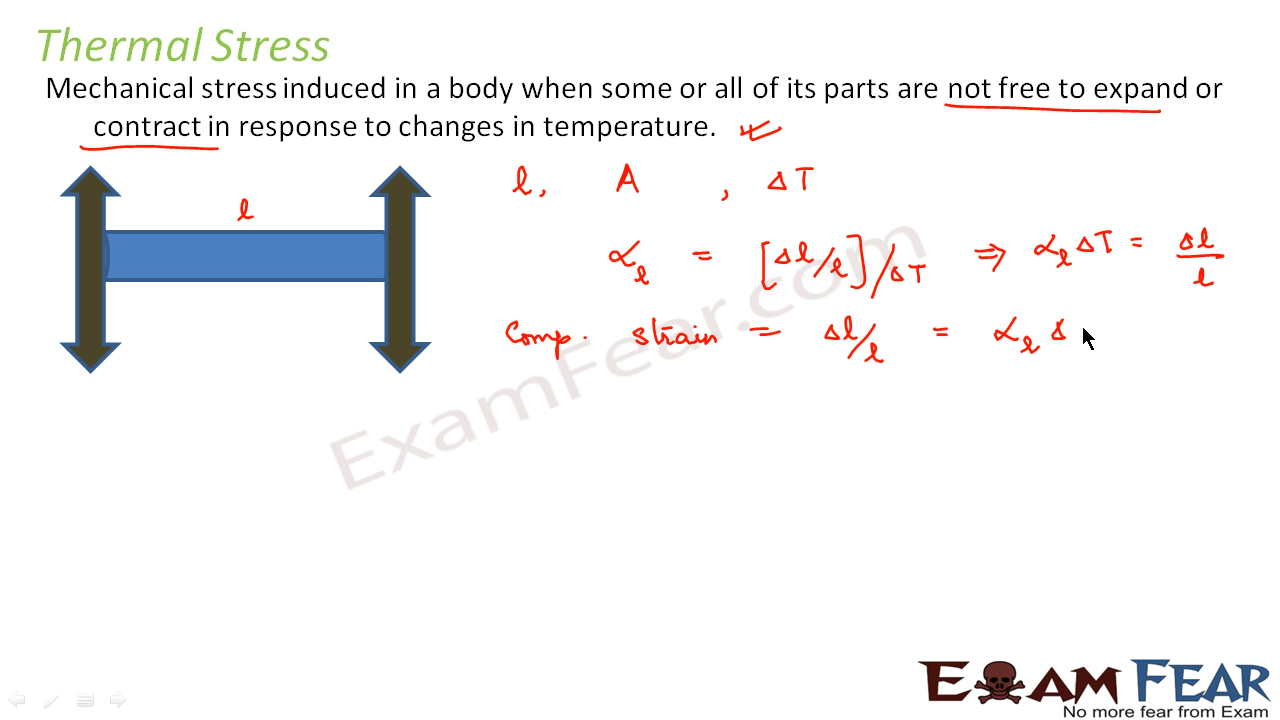 Thermal Stress
Mechanical stress induced in a body when some or all of its parts are not free to expand or
contract in response to changes in temperature.
l
l, A , ΔT
α_l = [Δl/l]/ΔT ⇒ α_l ΔT = Δl/l
Comp. strain = Δl/l = α_l Δ
ExamFear.com
EXAM FEAR
No more fear from Exam